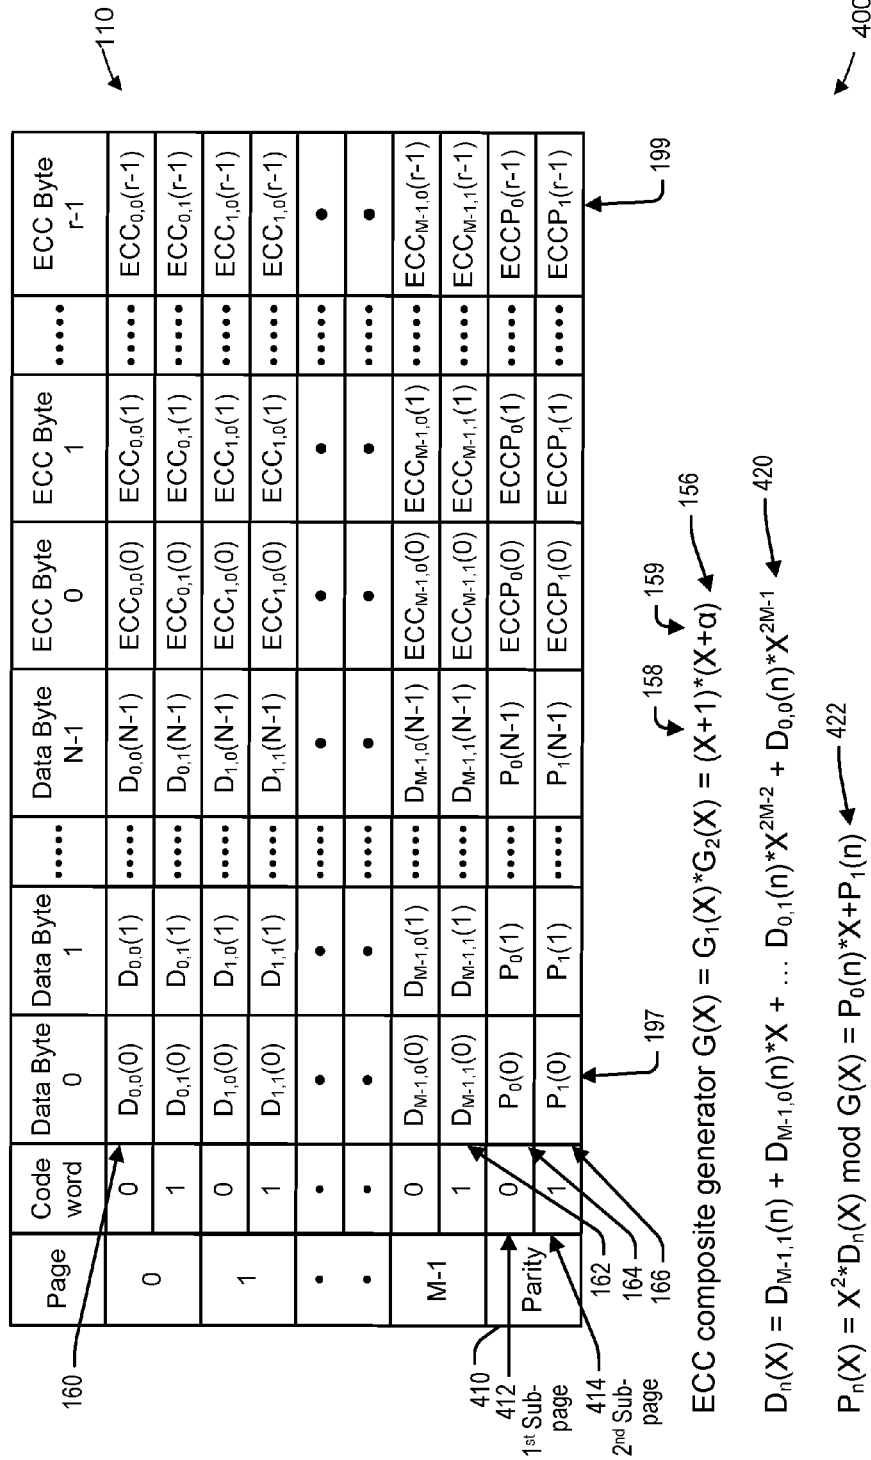 110
Page | Code word | Data Byte 0 | Data Byte 1 | ••••• | Data Byte N-1 | ECC Byte 0 | ECC Byte 1 | ••••• | ECC Byte r-1
0 | 0 | D0,0(0) | D0,0(1) | ••••• | D0,0(N-1) | ECC0,0(0) | ECC0,0(1) | ••••• | ECC0,0(r-1)
1 | D0,1(0) | D0,1(1) | ••••• | D0,1(N-1) | ECC0,1(0) | ECC0,1(1) | ••••• | ECC0,1(r-1)
1 | 0 | D1,0(0) | D1,0(1) | ••••• | D1,0(N-1) | ECC1,0(0) | ECC1,0(1) | ••••• | ECC1,0(r-1)
1 | D1,1(0) | D1,1(1) | ••••• | D1,1(N-1) | ECC1,0(0) | ECC1,0(1) | ••••• | ECC1,0(r-1)
• | • | • | • | ••••• | • | • | • | ••••• | •
• | • | • | • | ••••• | • | • | • | ••••• | •
M-1 | 0 | DM-1,0(0) | DM-1,0(1) | ••••• | DM-1,0(N-1) | ECCM-1,0(0) | ECCM-1,0(1) | ••••• | ECCM-1,0(r-1)
1 | DM-1,1(0) | DM-1,1(1) | ••••• | DM-1,1(N-1) | ECCM-1,1(0) | ECCM-1,1(1) | ••••• | ECCM-1,1(r-1)
Parity | 0 | P0(0) | P0(1) | ••••• | P0(N-1) | ECCP0(0) | ECCP0(1) | ••••• | ECCP0(r-1)
1 | P1(0) | P1(1) | ••••• | P1(N-1) | ECCP1(0) | ECCP1(1) | ••••• | ECCP1(r-1)
160
410
412
1st Sub-
page
414
2nd Sub-
page
162
164
166
197
199
158
159
ECC composite generator G(X) = G1(X)*G2(X) = (X+1)*(X+α)
156
Dn(X) = DM-1,1(n) + DM-1,0(n)*X + ... D0,1(n)*X^2M-2 + D0,0(n)*X^2M-1
420
Pn(X) = X^2*Dn(X) mod G(X) = P0(n)*X+P1(n)
422
400